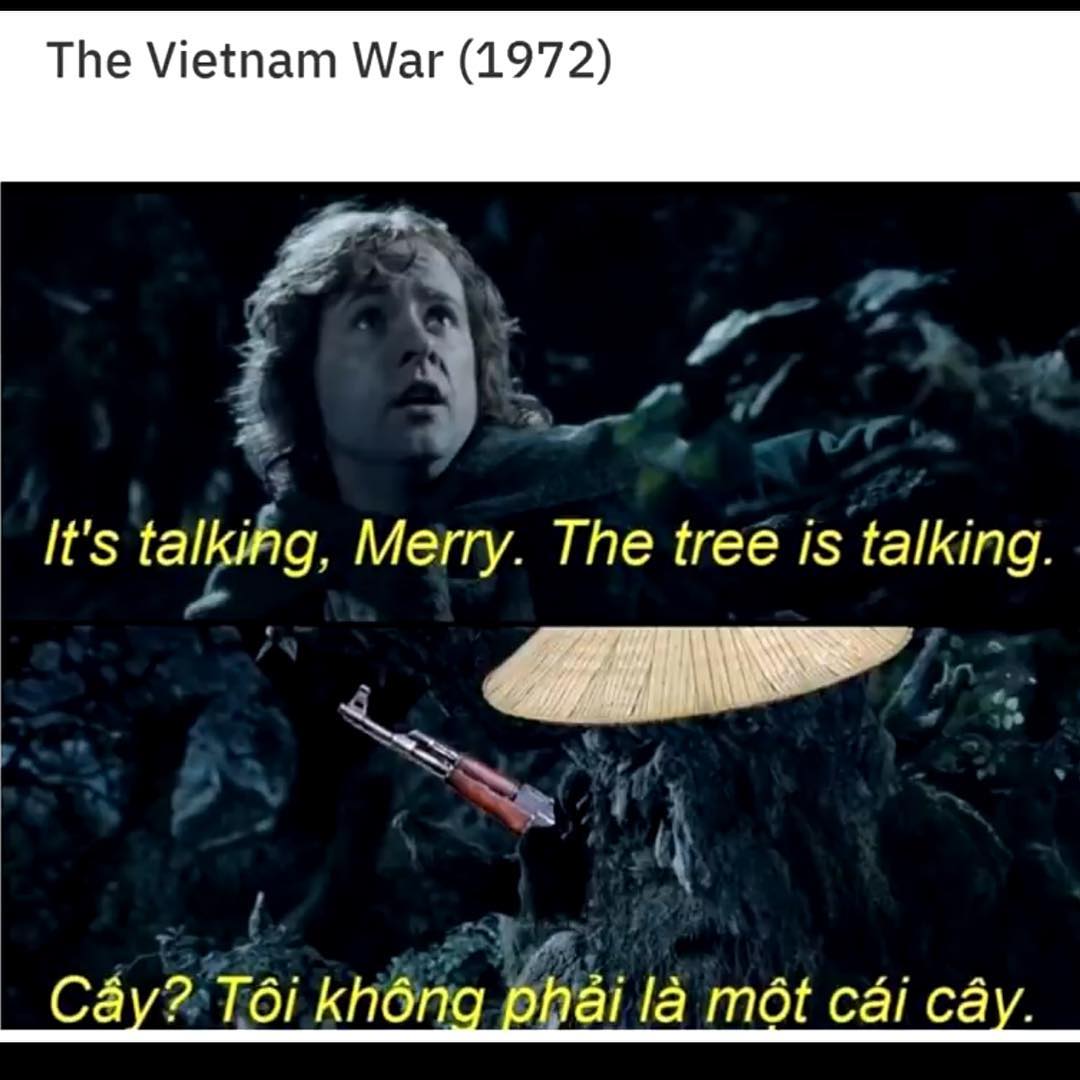 The Vietnam War (1972)
It's talking, Merry. The tree is talking.
Cây? Tôi không phải là một cái cây.